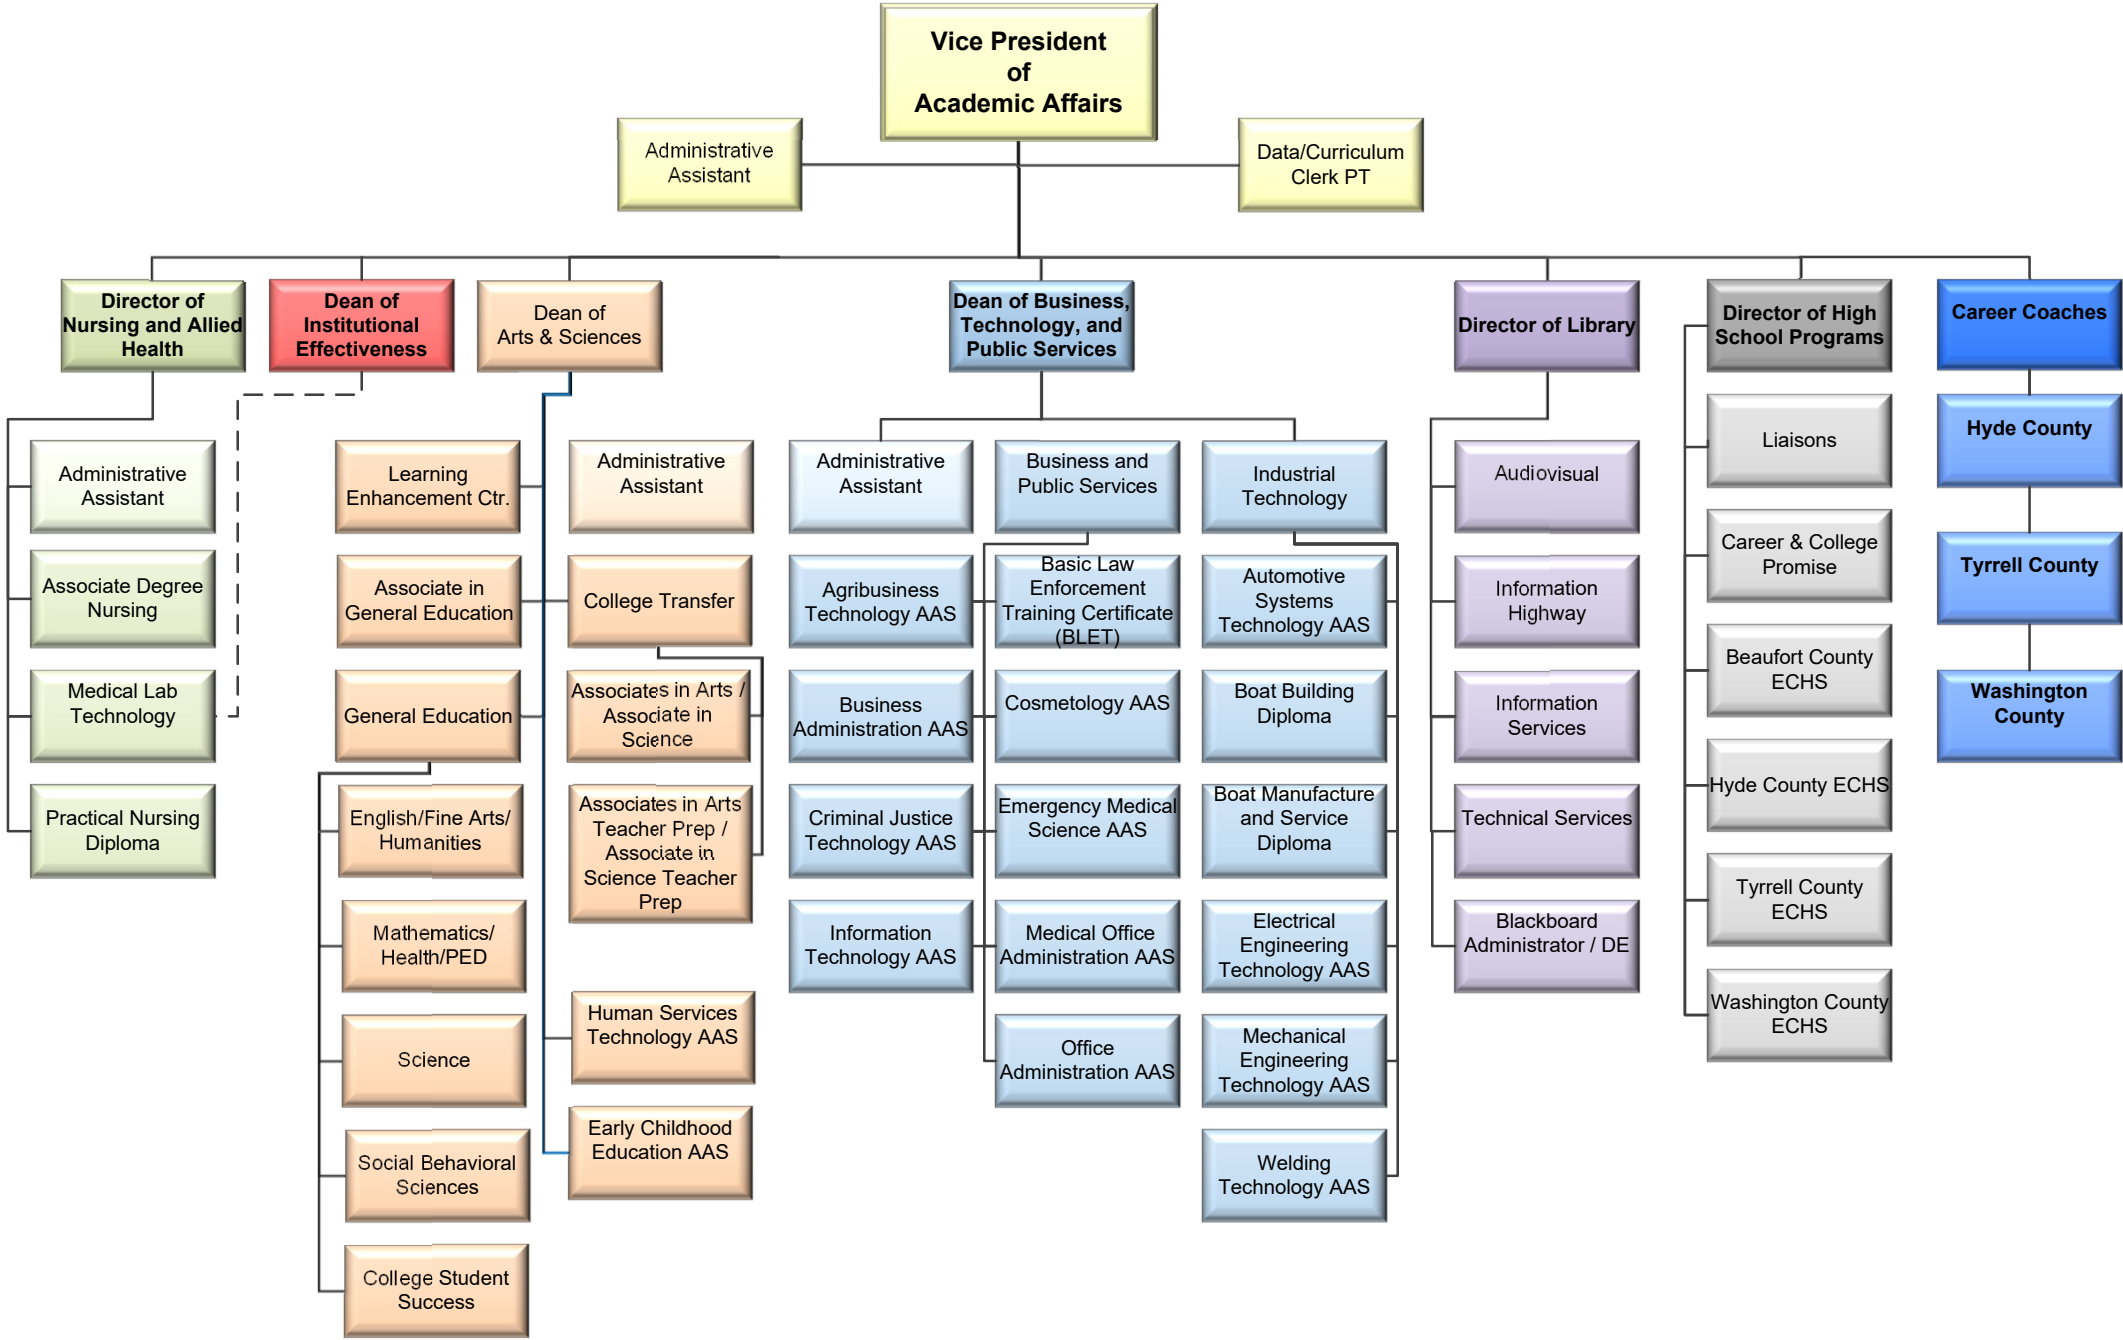 Vice President
of
Academic Affairs
Administrative
Assistant
Data/Curriculum
Clerk PT
Director of
Nursing and Allied
Health
Dean of
Institutional
Effectiveness
Dean of
Arts & Sciences
Dean of Business,
Technology, and
Public Services
Director of Library
Director of High
School Programs
Career Coaches
Administrative
Assistant
Associate Degree
Nursing
Medical Lab
Technology
Practical Nursing
Diploma
Learning
Enhancement Ctr.
Associate in
General Education
General Education
English/Fine Arts/
Humanities
Mathematics/
Health/PED
Science
Social Behavioral
Sciences
College Student
Success
Administrative
Assistant
College Transfer
Associates in Arts /
Associate in
Science
Associates in Arts
Teacher Prep /
Associate in
Science Teacher
Prep
Human Services
Technology AAS
Early Childhood
Education AAS
Administrative
Assistant
Agribusiness
Technology AAS
Business
Administration AAS
Criminal Justice
Technology AAS
Information
Technology AAS
Business and
Public Services
Basic Law
Enforcement
Training Certificate
(BLET)
Cosmetology AAS
Emergency Medical
Science AAS
Medical Office
Administration AAS
Office
Administration AAS
Industrial
Technology
Automotive
Systems
Technology AAS
Boat Building
Diploma
Boat Manufacture
and Service
Diploma
Electrical
Engineering
Technology AAS
Mechanical
Engineering
Technology AAS
Welding
Technology AAS
Audiovisual
Information
Highway
Information
Services
Technical Services
Blackboard
Administrator / DE
Liaisons
Career & College
Promise
Beaufort County
ECHS
Hyde County ECHS
Tyrrell County
ECHS
Washington County
ECHS
Hyde County
Tyrrell County
Washington
County